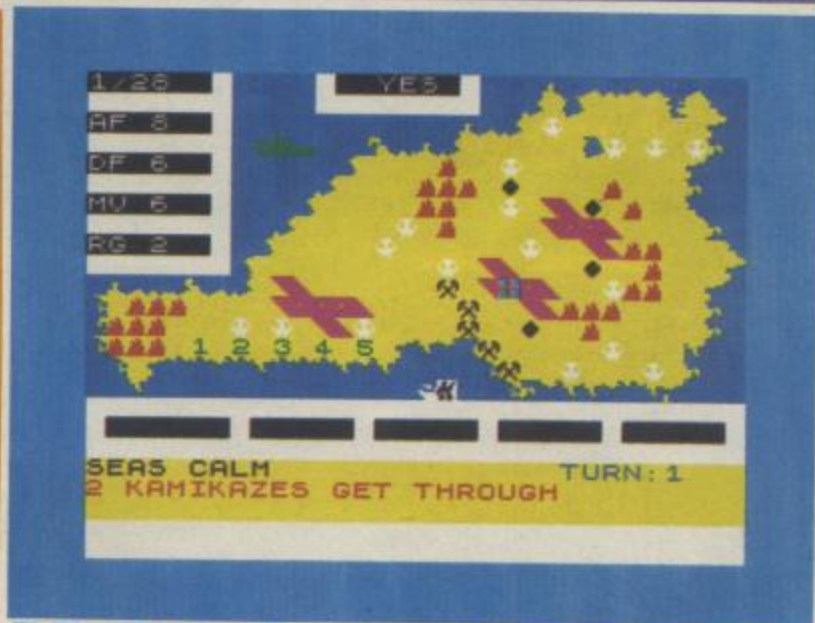 1/28
YES
AF 8
DF 6
MV 6
RG 2
1 2 3 4 5
SEAS CALM TURN:1
2 KAMIKAZES GET THROUGH